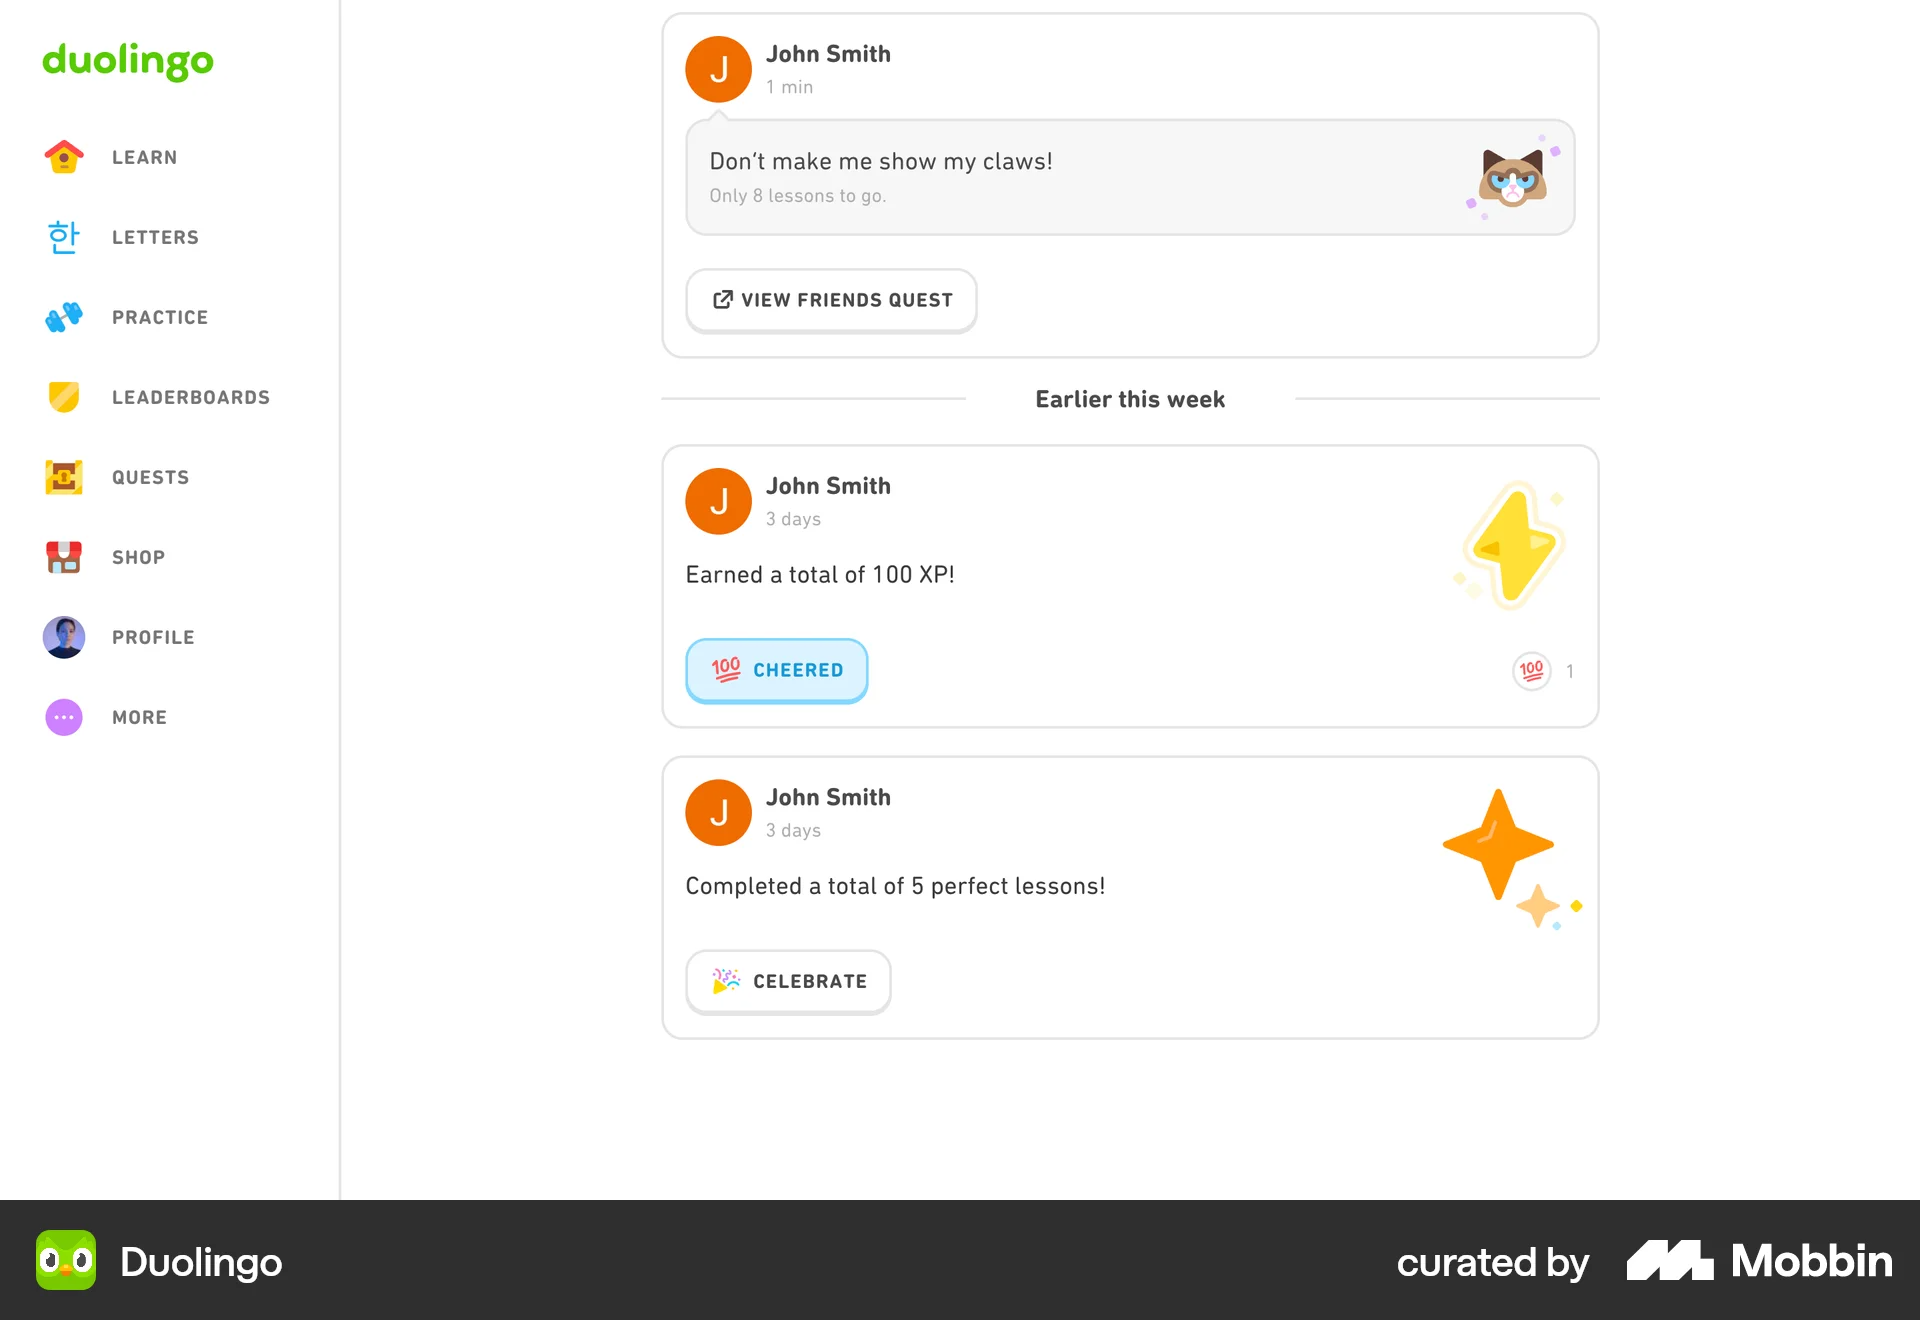 duolingo
LEARN
한
LETTERS
PRACTICE
LEADERBOARDS
QUESTS
SHOP
PROFILE
MORE
J
John Smith
1 min
Don’t make me show my claws!
Only 8 lessons to go.
VIEW FRIENDS QUEST
Earlier this week
J
John Smith
3 days
Earned a total of 100 XP!
100 CHEERED
100 1
J
John Smith
3 days
Completed a total of 5 perfect lessons!
CELEBRATE
Duolingo
curated by Mobbin